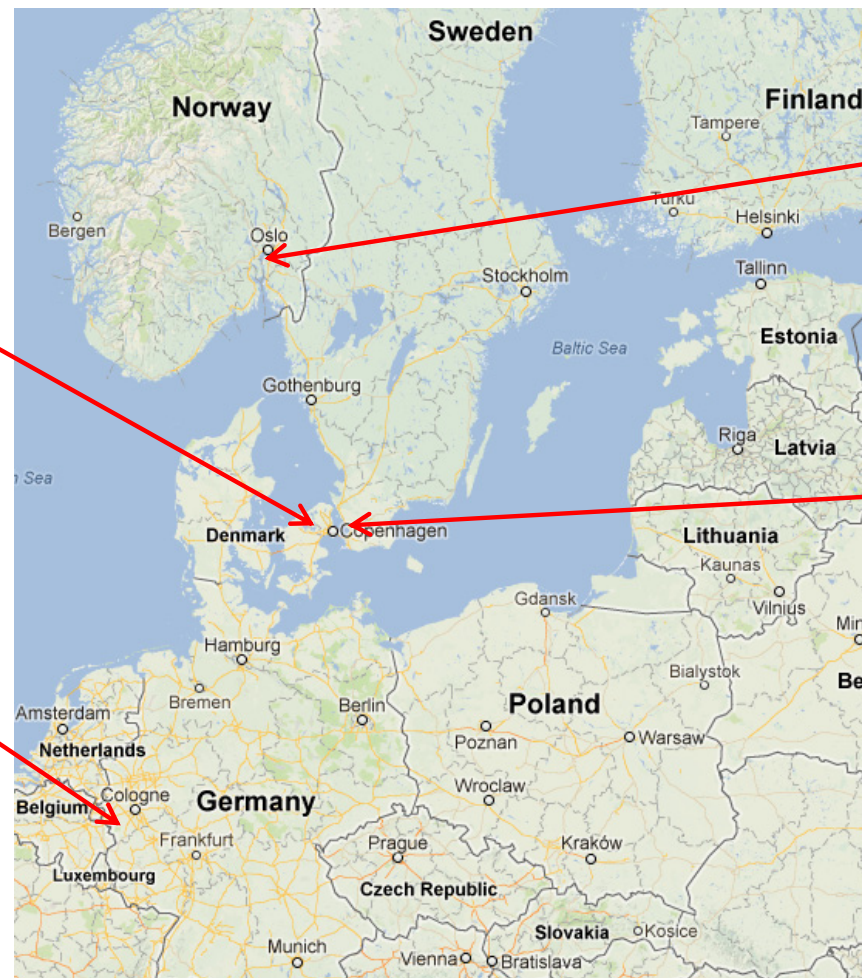 Sweden
Norway
Finland
Tampere
Turku
Bergen
Oslo
Helsinki
Stockholm
Tallinn
Estonia
Baltic Sea
Gothenburg
Riga
Latvia
Sea
Denmark
Copenhagen
Lithuania
Kaunas
Gdansk
Vilnius
Min
Hamburg
Bialystok
Be
Bremen
Berlin
Poland
Amsterdam
Poznan
Warsaw
Netherlands
Wroclaw
Belgium
Cologne
Germany
Frankfurt
Prague
Kraków
Luxembourg
Czech Republic
Slovakia
Kosice
Munich
Vienna
Bratislava